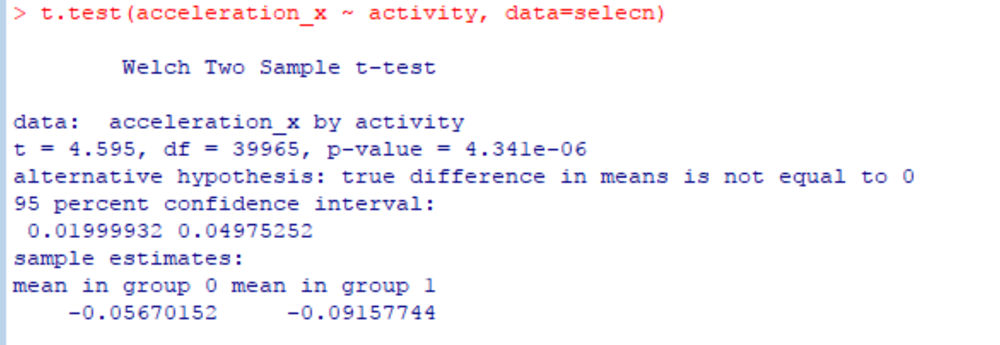 > t.test(acceleration_x ~ activity, data=selecn)
Welch Two Sample t-test
data:  acceleration_x by activity
t = 4.595, df = 39965, p-value = 4.341e-06
alternative hypothesis: true difference in means is not equal to 0
95 percent confidence interval:
0.01999932 0.04975252
sample estimates:
mean in group 0 mean in group 1
-0.05670152     -0.09157744